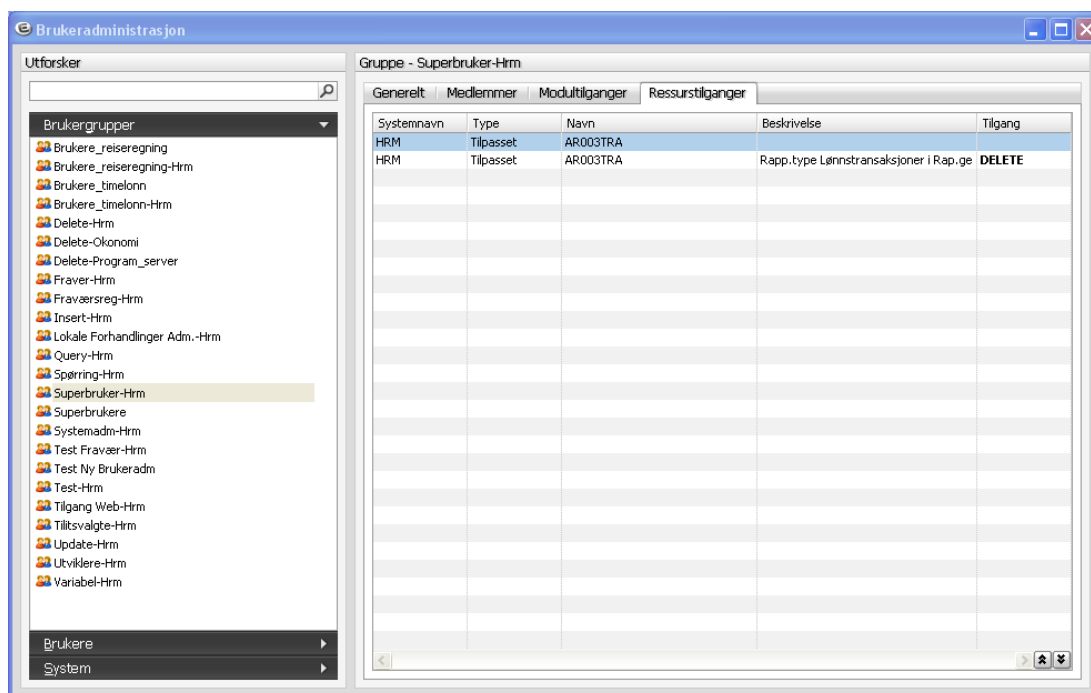 Brukeradministrasjon
Utforsker
Brukergrupper
Brukere_reiseregning
Brukere_reiseregning-Hrm
Brukere_timelonn
Brukere_timelonn-Hrm
Delete-Hrm
Delete-Okonomi
Delete-Program_server
Fraver-Hrm
Fraværsreg-Hrm
Insert-Hrm
Lokale Forhandlinger Adm.-Hrm
Query-Hrm
Spørring-Hrm
Superbruker-Hrm
Superbrukere
Systemadm-Hrm
Test Fravær-Hrm
Test Ny Brukeradm
Test-Hrm
Tilgang Web-Hrm
Tillitsvalgte-Hrm
Update-Hrm
Utviklere-Hrm
Variabel-Hrm
Brukere
System
Gruppe - Superbruker-Hrm
Generelt Medlemmer Modultilganger Ressurstilganger
Systemnavn Type Navn Beskrivelse Tilgang
HRM Tilpasset AR003TRA
HRM Tilpasset AR003TRA Rapp.type Lønnstransaksjoner i Rap.ge DELETE